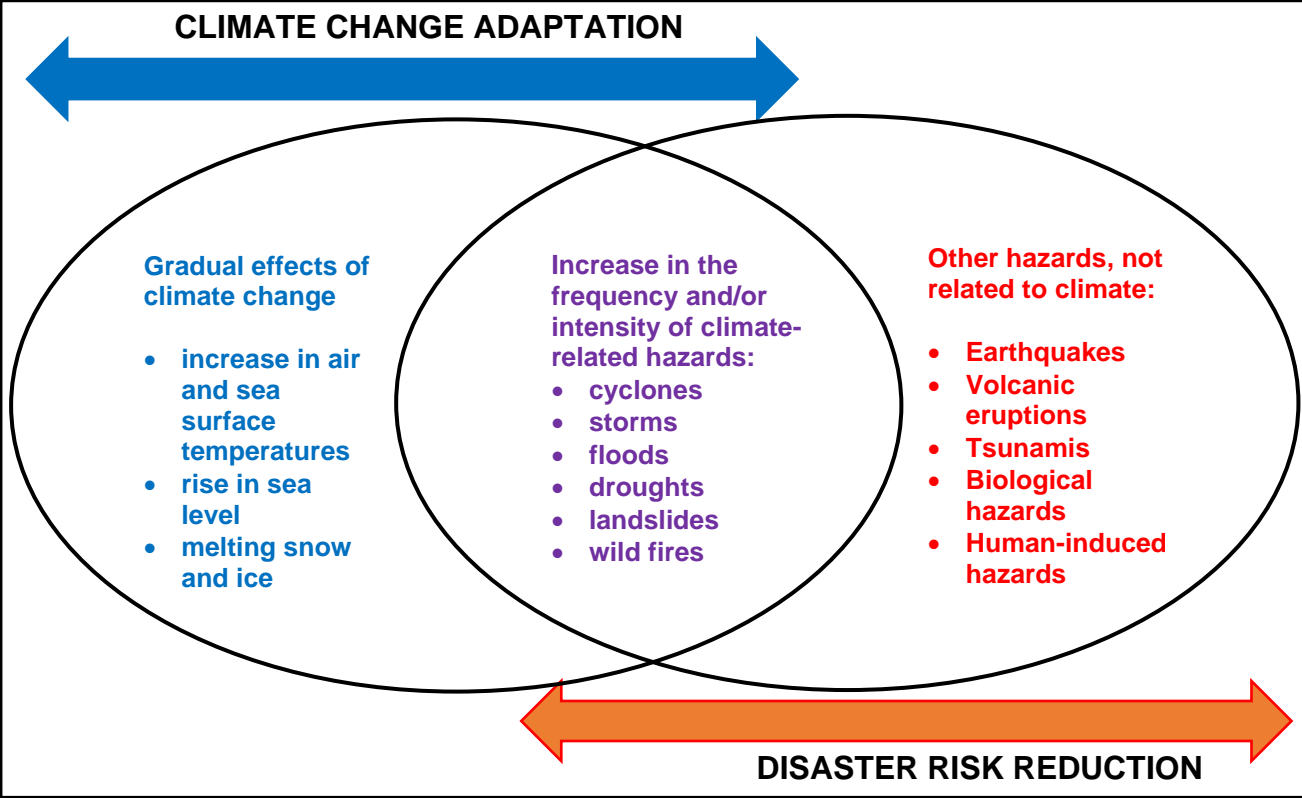 CLIMATE CHANGE ADAPTATION
Gradual effects of
climate change
• increase in air
and sea
surface
temperatures
• rise in sea
level
• melting snow
and ice
Increase in the
frequency and/or
intensity of climate-
related hazards:
• cyclones
• storms
• floods
• droughts
• landslides
• wild fires
Other hazards, not
related to climate:
• Earthquakes
• Volcanic
eruptions
• Tsunamis
• Biological
hazards
• Human-induced
hazards
DISASTER RISK REDUCTION